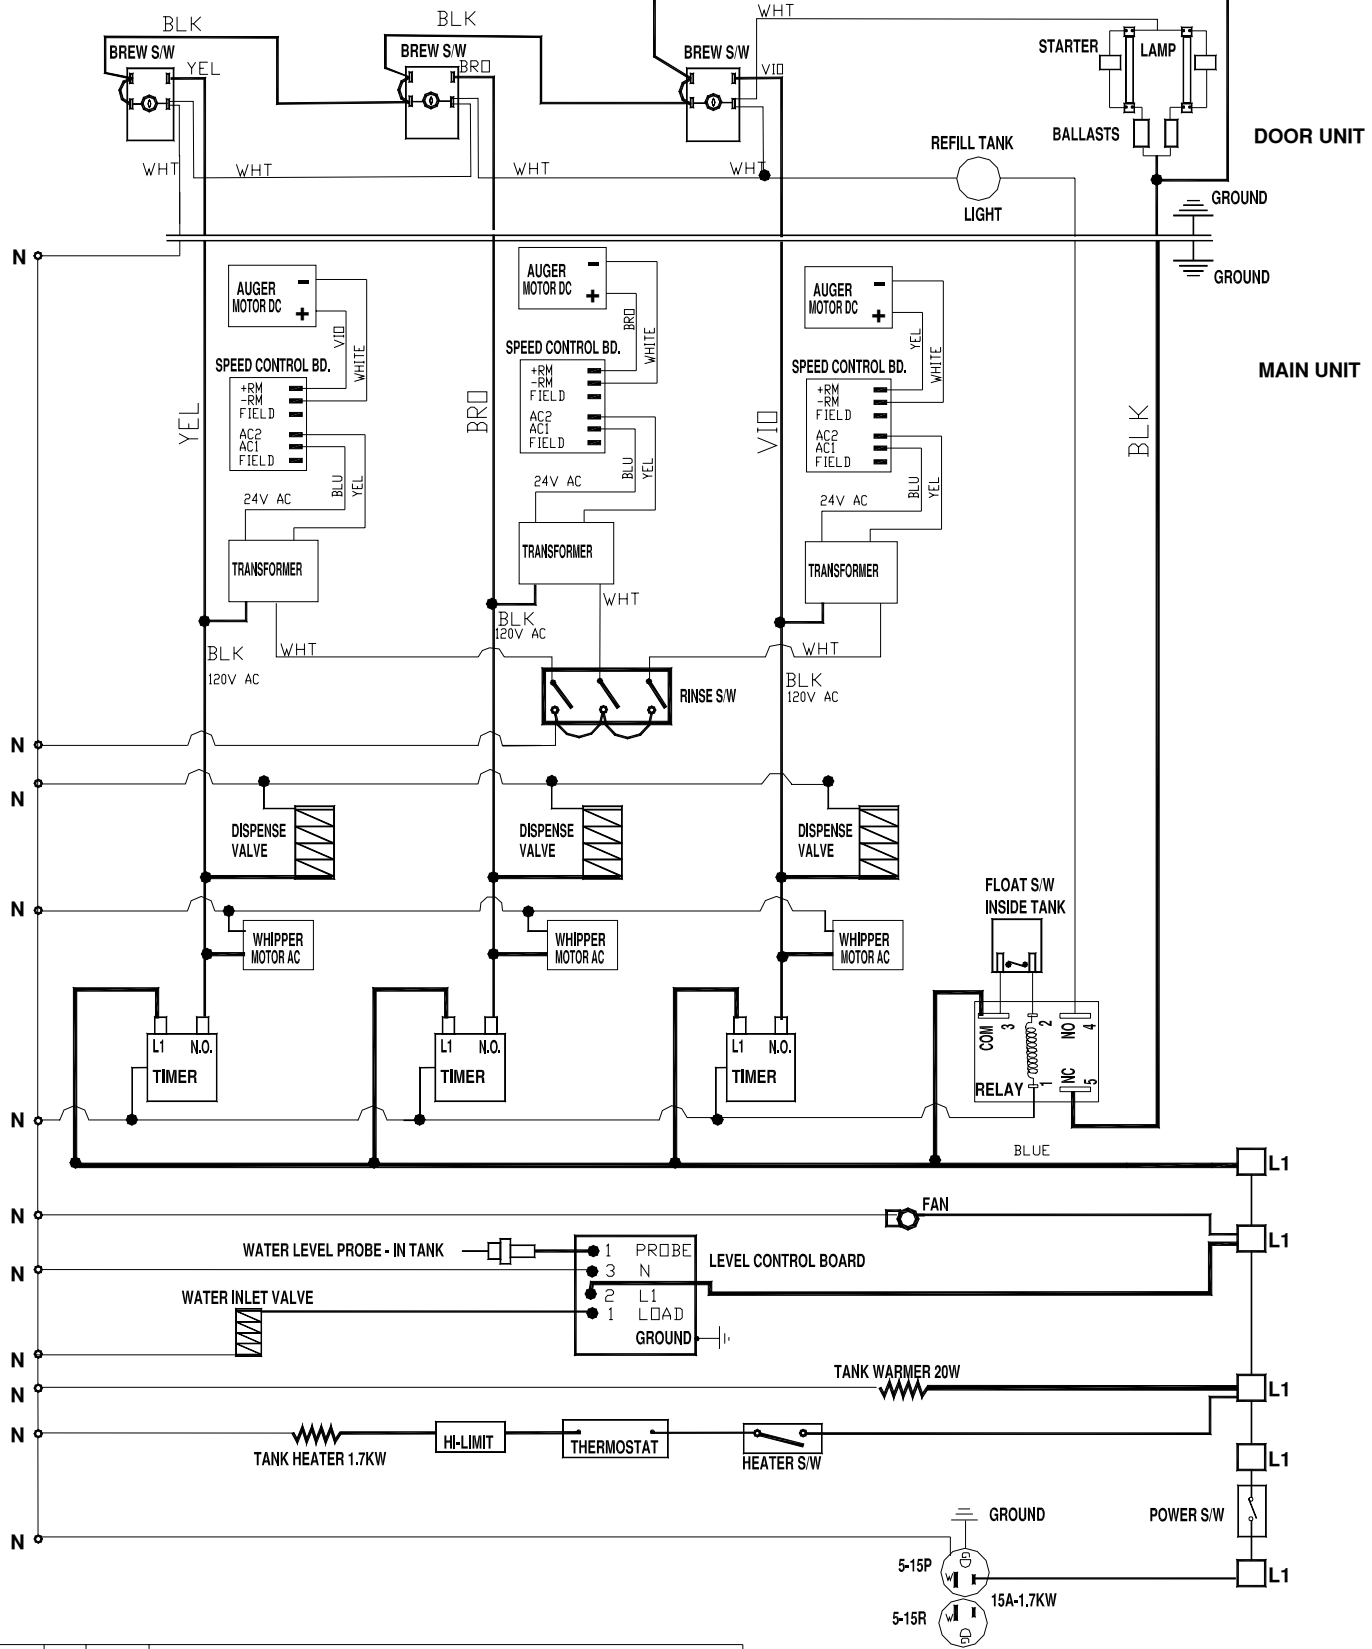 BLK
BLK
WHT
BREW S/W
BREW S/W
BREW S/W
STARTER
LAMP
YEL
BRO
VIO
BALLASTS
DOOR UNIT
REFILL TANK
LIGHT
WHT
WHT
WHT
WHT
GROUND
N
GROUND
AUGER
MOTOR DC
-
+
AUGER
MOTOR DC
-
+
AUGER
MOTOR DC
-
+
VIO
WHITE
BRO
WHITE
YEL
WHITE
MAIN UNIT
SPEED CONTROL BD.
+RM
-RM
FIELD
AC2
AC1
FIELD
SPEED CONTROL BD.
+RM
-RM
FIELD
AC2
AC1
FIELD
SPEED CONTROL BD.
+RM
-RM
FIELD
AC2
AC1
FIELD
YEL
BRO
VIO
BLK
24V AC
BLU
YEL
24V AC
BLU
YEL
24V AC
BLU
YEL
TRANSFORMER
TRANSFORMER
TRANSFORMER
WHT
BLK
120V AC
WHT
BLK
120V AC
WHT
BLK
120V AC
RINSE S/W
N
N
DISPENSE
VALVE
DISPENSE
VALVE
DISPENSE
VALVE
N
WHIPPER
MOTOR AC
WHIPPER
MOTOR AC
WHIPPER
MOTOR AC
FLOAT S/W
INSIDE TANK
L1 N.O.
TIMER
L1 N.O.
TIMER
L1 N.O.
TIMER
COM
3
2
NO
4
RELAY
1
NC
5
N
BLUE
L1
N
FAN
L1
WATER LEVEL PROBE - IN TANK
1 PROBE
3 N
2 L1
1 LOAD
GROUND
LEVEL CONTROL BOARD
N
WATER INLET VALVE
N
TANK WARMER 20W
N
L1
N
TANK HEATER 1.7KW
HI-LIMIT
THERMOSTAT
HEATER S/W
L1
GROUND
POWER S/W
N
5-15P
GD
W
15A-1.7KW
L1
5-15R
W
G